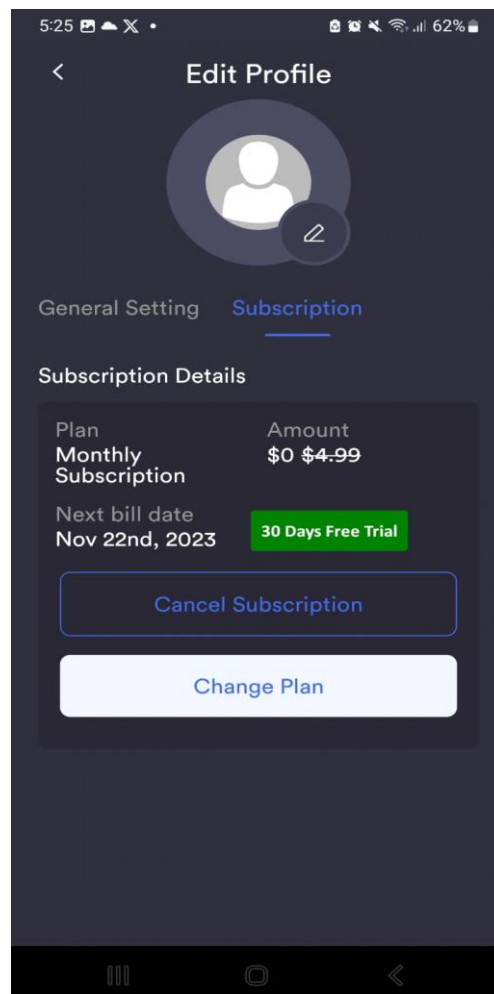 5:25
62%
Edit Profile
General Setting Subscription
Subscription Details
Plan Amount
Monthly Subscription $0 $4.99
Next bill date
Nov 22nd, 2023 30 Days Free Trial
Cancel Subscription
Change Plan